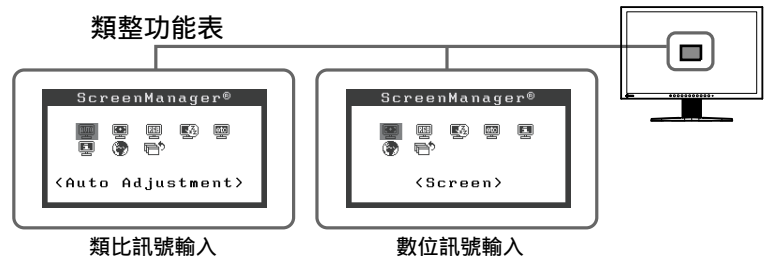 類整功能表
ScreenManager®
<Auto Adjustment>
類比訊號輸入
ScreenManager®
<Screen>
數位訊號輸入